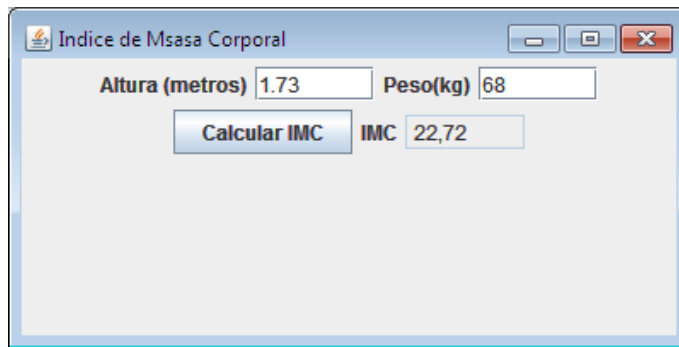 Indice de Msasa Corporal
Altura (metros) 1.73 Peso(kg) 68
Calcular IMC IMC 22,72